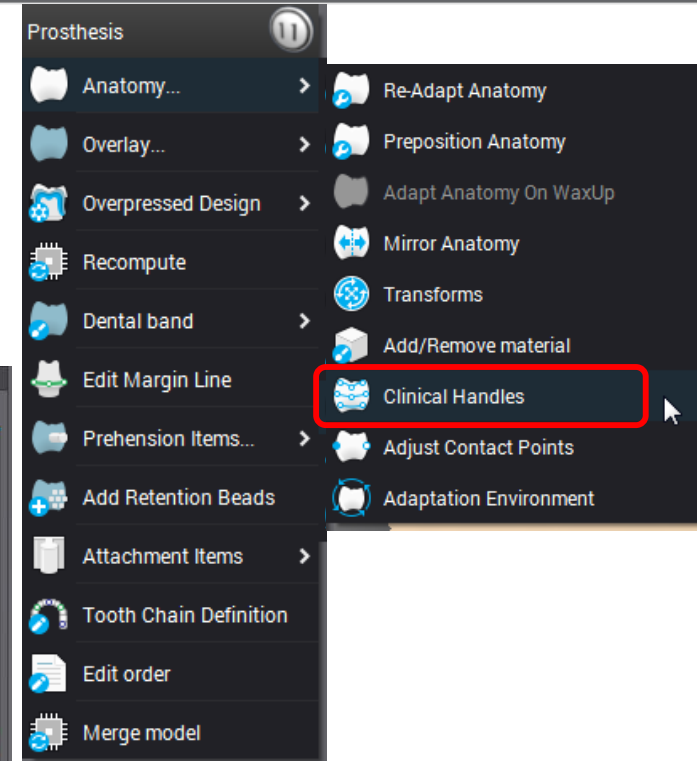 Prosthesis 11
Anatomy...
Overlay...
Overpressed Design
Recompute
Dental band
Edit Margin Line
Prehension Items...
Add Retention Beads
Attachment Items
Tooth Chain Definition
Edit order
Merge model
Re-Adapt Anatomy
Preposition Anatomy
Adapt Anatomy On WaxUp
Mirror Anatomy
Transforms
Add/Remove material
Clinical Handles
Adjust Contact Points
Adaptation Environment